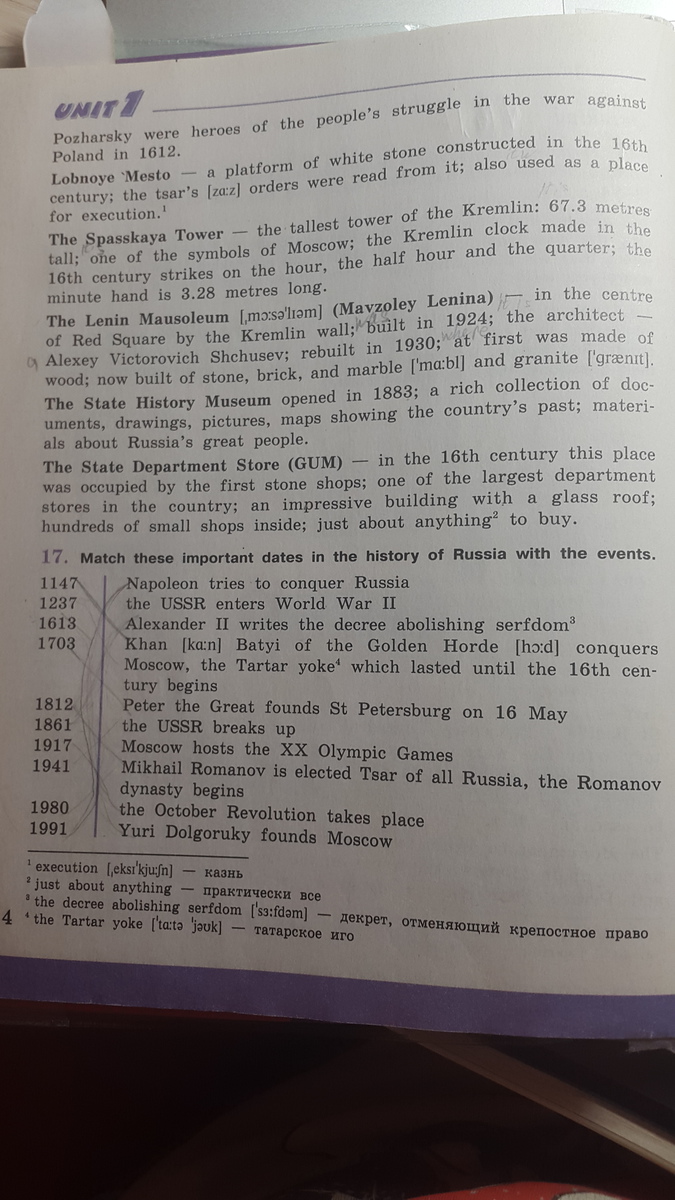 UNIT 1
Pozharsky were heroes of the people's struggle in the war against
Poland in 1612.
Lobnoye Mesto — a platform of white stone constructed in the 16th
century; the tsar's [zɑːz] orders were read from it; also used as a place
for execution.¹
The Spasskaya Tower — the tallest tower of the Kremlin: 67.3 metres
tall; one of the symbols of Moscow; the Kremlin clock made in the
16th century strikes on the hour, the half hour and the quarter; the
minute hand is 3.28 metres long.
The Lenin Mausoleum [ˌmɔːsə'lɪəm] (Mavzoley Lenina) — in the centre
of Red Square by the Kremlin wall; built in 1924; the architect —
Alexey Victorovich Shchusev; rebuilt in 1930; at first was made of
wood; now built of stone, brick, and marble ['mɑːbl] and granite ['grænɪt].
The State History Museum opened in 1883; a rich collection of doc-
uments, drawings, pictures, maps showing the country's past; materi-
als about Russia's great people.
The State Department Store (GUM) — in the 16th century this place
was occupied by the first stone shops; one of the largest department
stores in the country; an impressive building with a glass roof;
hundreds of small shops inside; just about anything² to buy.
17. Match these important dates in the history of Russia with the events.
1147 Napoleon tries to conquer Russia
1237 the USSR enters World War II
1613 Alexander II writes the decree abolishing serfdom³
1703 Khan [kɑːn] Batyi of the Golden Horde [hɔːd] conquers
Moscow, the Tartar yoke⁴ which lasted until the 16th cen-
tury begins
1812 Peter the Great founds St Petersburg on 16 May
1861 the USSR breaks up
1917 Moscow hosts the XX Olympic Games
1941 Mikhail Romanov is elected Tsar of all Russia, the Romanov
dynasty begins
1980 the October Revolution takes place
1991 Yuri Dolgoruky founds Moscow
¹ execution [ˌeksɪ'kjuːʃn] — казнь
² just about anything — практически все
³ the decree abolishing serfdom ['sɜːfdəm] — декрет, отменяющий крепостное право
4 ⁴ the Tartar yoke ['tɑːtə 'jəʊk] — татарское иго